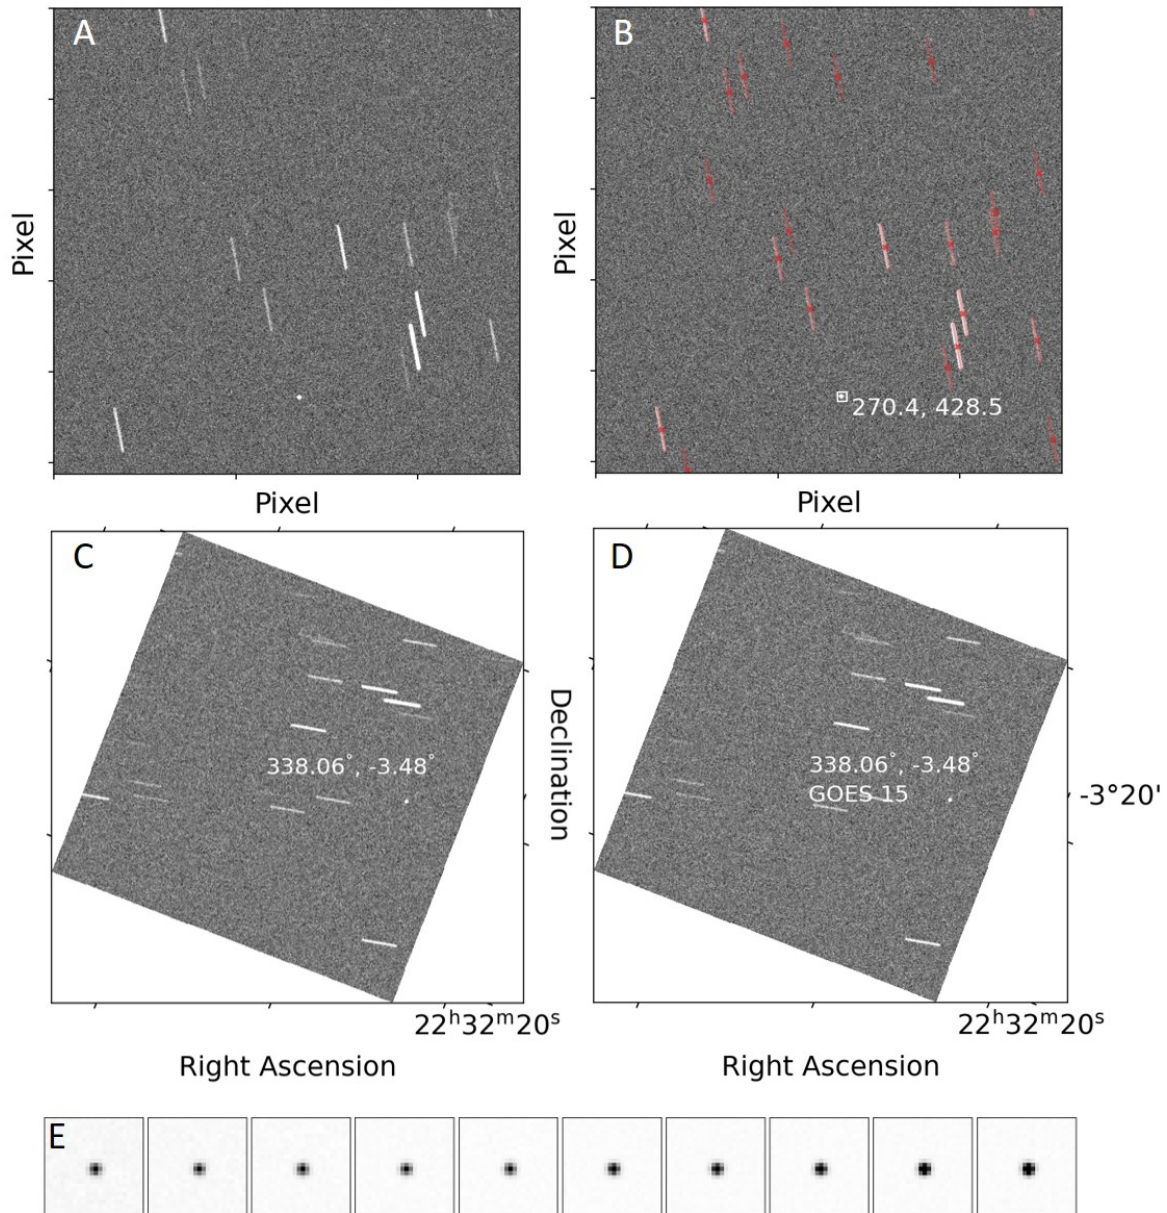 A
B
Pixel
Pixel
270.4, 428.5
Pixel
Pixel
C
D
338.06°, -3.48°
338.06°, -3.48°
GOES 15
Declination
-3°20'
22h32m20s
22h32m20s
Right Ascension
Right Ascension
E